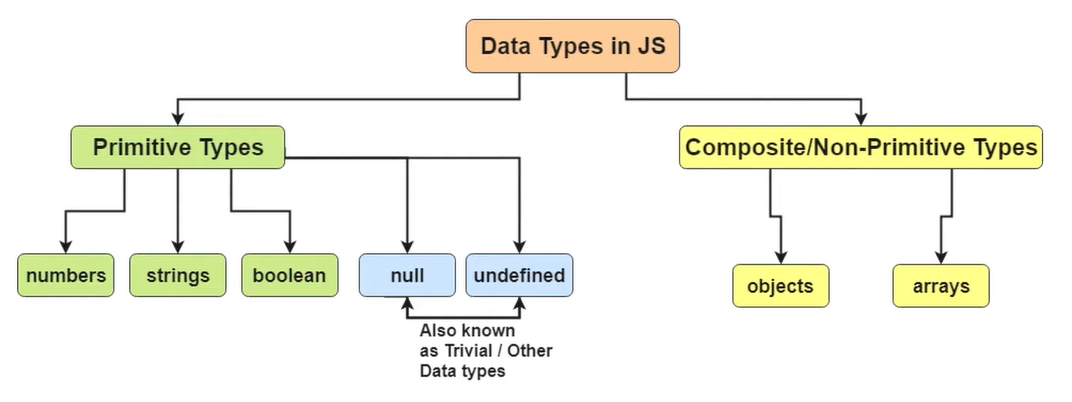 Data Types in JS
Primitive Types
Composite/Non-Primitive Types
numbers
strings
boolean
null
undefined
objects
arrays
Also known
as Trivial / Other
Data types